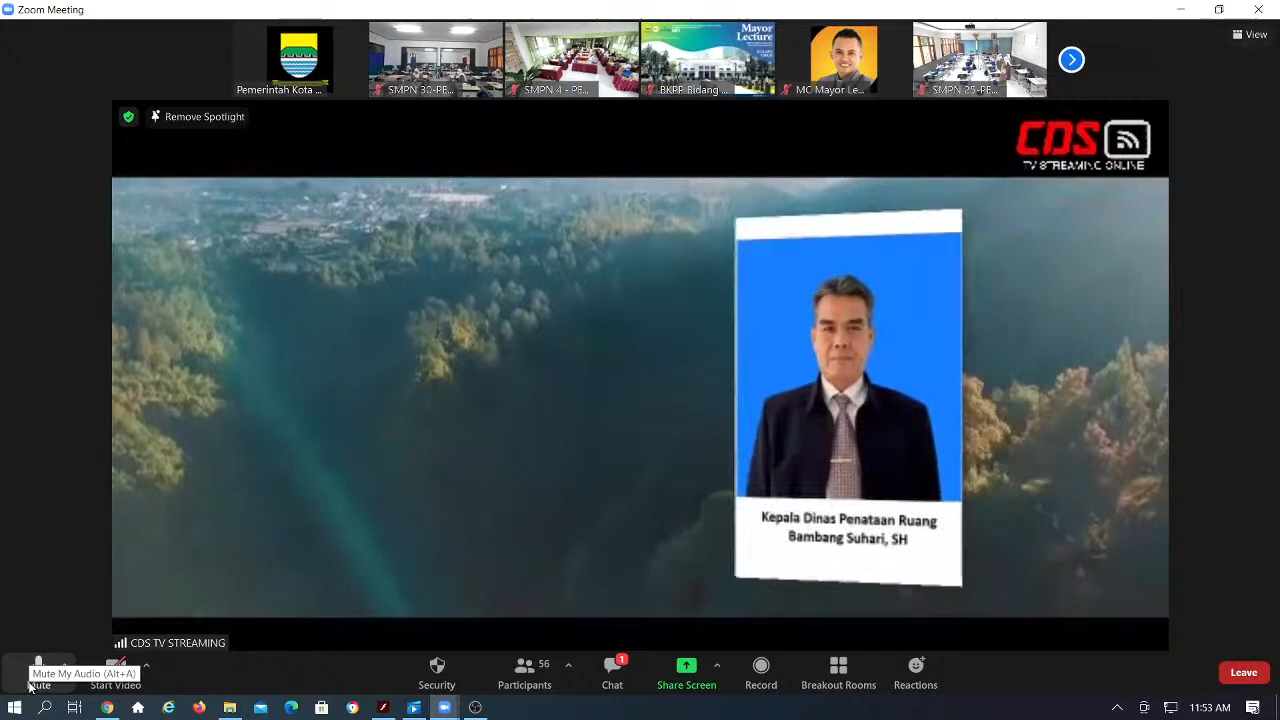 Zoom Meeting
View
Pemerintah Kota ...
SMPN 30-PE...
SMPN 4 - PE...
Mayor
Lecture
BKPP Bidang ...
MC Mayor Le...
SMPN 25-PE...
Remove Spotlight
CDS
TV STREAMING ONLINE
Kepala Dinas Penataan Ruang
Bambang Suhari, SH
CDS TV STREAMING
Mute My Audio (Alt+A)
Mute
Start Video
Security
56
Participants
1
Chat
Share Screen
Record
Breakout Rooms
Reactions
Leave
11:53 AM